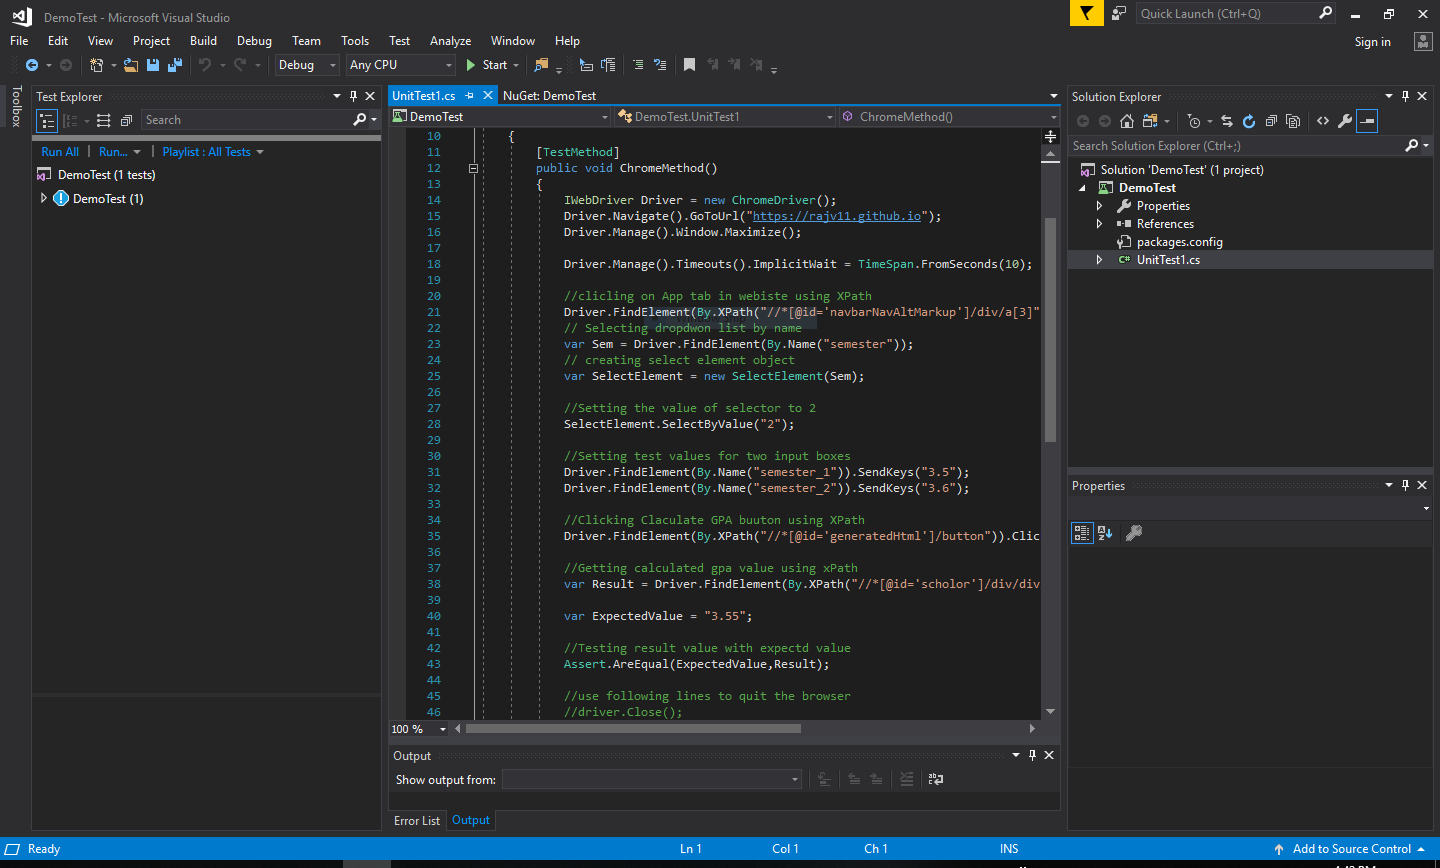 DemoTest - Microsoft Visual Studio
Quick Launch (Ctrl+Q)
File Edit View Project Build Debug Team Tools Test Analyze Window Help
Sign in
Debug Any CPU Start
Toolbox
Test Explorer
Search
Run All | Run... | Playlist : All Tests
DemoTest (1 tests)
DemoTest (1)
UnitTest1.cs NuGet: DemoTest
DemoTest DemoTest.UnitTest1 ChromeMethod()
10 {
11 [TestMethod]
12 public void ChromeMethod()
13 {
14 IWebDriver Driver = new ChromeDriver();
15 Driver.Navigate().GoToUrl("https://rajv11.github.io");
16 Driver.Manage().Window.Maximize();
17
18 Driver.Manage().Timeouts().ImplicitWait = TimeSpan.FromSeconds(10);
19
20 //clicling on App tab in webiste using XPath
21 Driver.FindElement(By.XPath("//*[@id='navbarNavAltMarkup']/div/a[3]"
22 // Selecting dropdwon list by name
23 var Sem = Driver.FindElement(By.Name("semester"));
24 // creating select element object
25 var SelectElement = new SelectElement(Sem);
26
27 //Setting the value of selector to 2
28 SelectElement.SelectByValue("2");
29
30 //Setting test values for two input boxes
31 Driver.FindElement(By.Name("semester_1")).SendKeys("3.5");
32 Driver.FindElement(By.Name("semester_2")).SendKeys("3.6");
33
34 //Clicking Claculate GPA buuton using XPath
35 Driver.FindElement(By.XPath("//*[@id='generatedHtml']/button")).Clic
36
37 //Getting calculated gpa value using xPath
38 var Result = Driver.FindElement(By.XPath("//*[@id='scholor']/div/div
39
40 var ExpectedValue = "3.55";
41
42 //Testing result value with expectd value
43 Assert.AreEqual(ExpectedValue,Result);
44
45 //use following lines to quit the browser
46 //driver.Close();
100 %
Output
Show output from:
Error List Output
Solution Explorer
Search Solution Explorer (Ctrl+;)
Solution 'DemoTest' (1 project)
DemoTest
Properties
References
packages.config
C# UnitTest1.cs
Properties
Ready Ln 1 Col 1 Ch 1 INS Add to Source Control